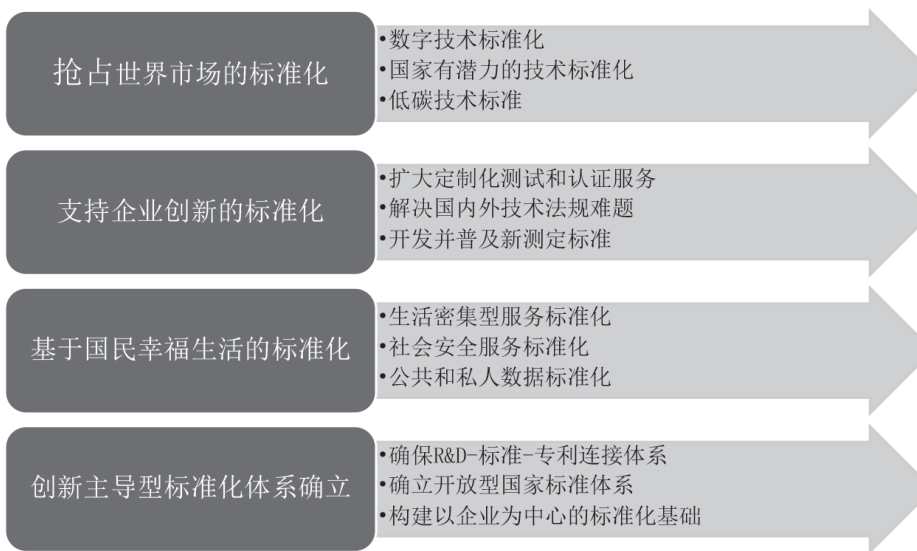 抢占世界市场的标准化
•数字技术标准化
•国家有潜力的技术标准化
•低碳技术标准
支持企业创新的标准化
•扩大定制化测试和认证服务
•解决国内外技术法规难题
•开发并普及新测定标准
基于国民幸福生活的标准化
•生活密集型服务标准化
•社会安全服务标准化
•公共和私人数据标准化
创新主导型标准化体系确立
•确保R&D-标准-专利连接体系
•确立开放型国家标准体系
•构建以企业为中心的标准化基础